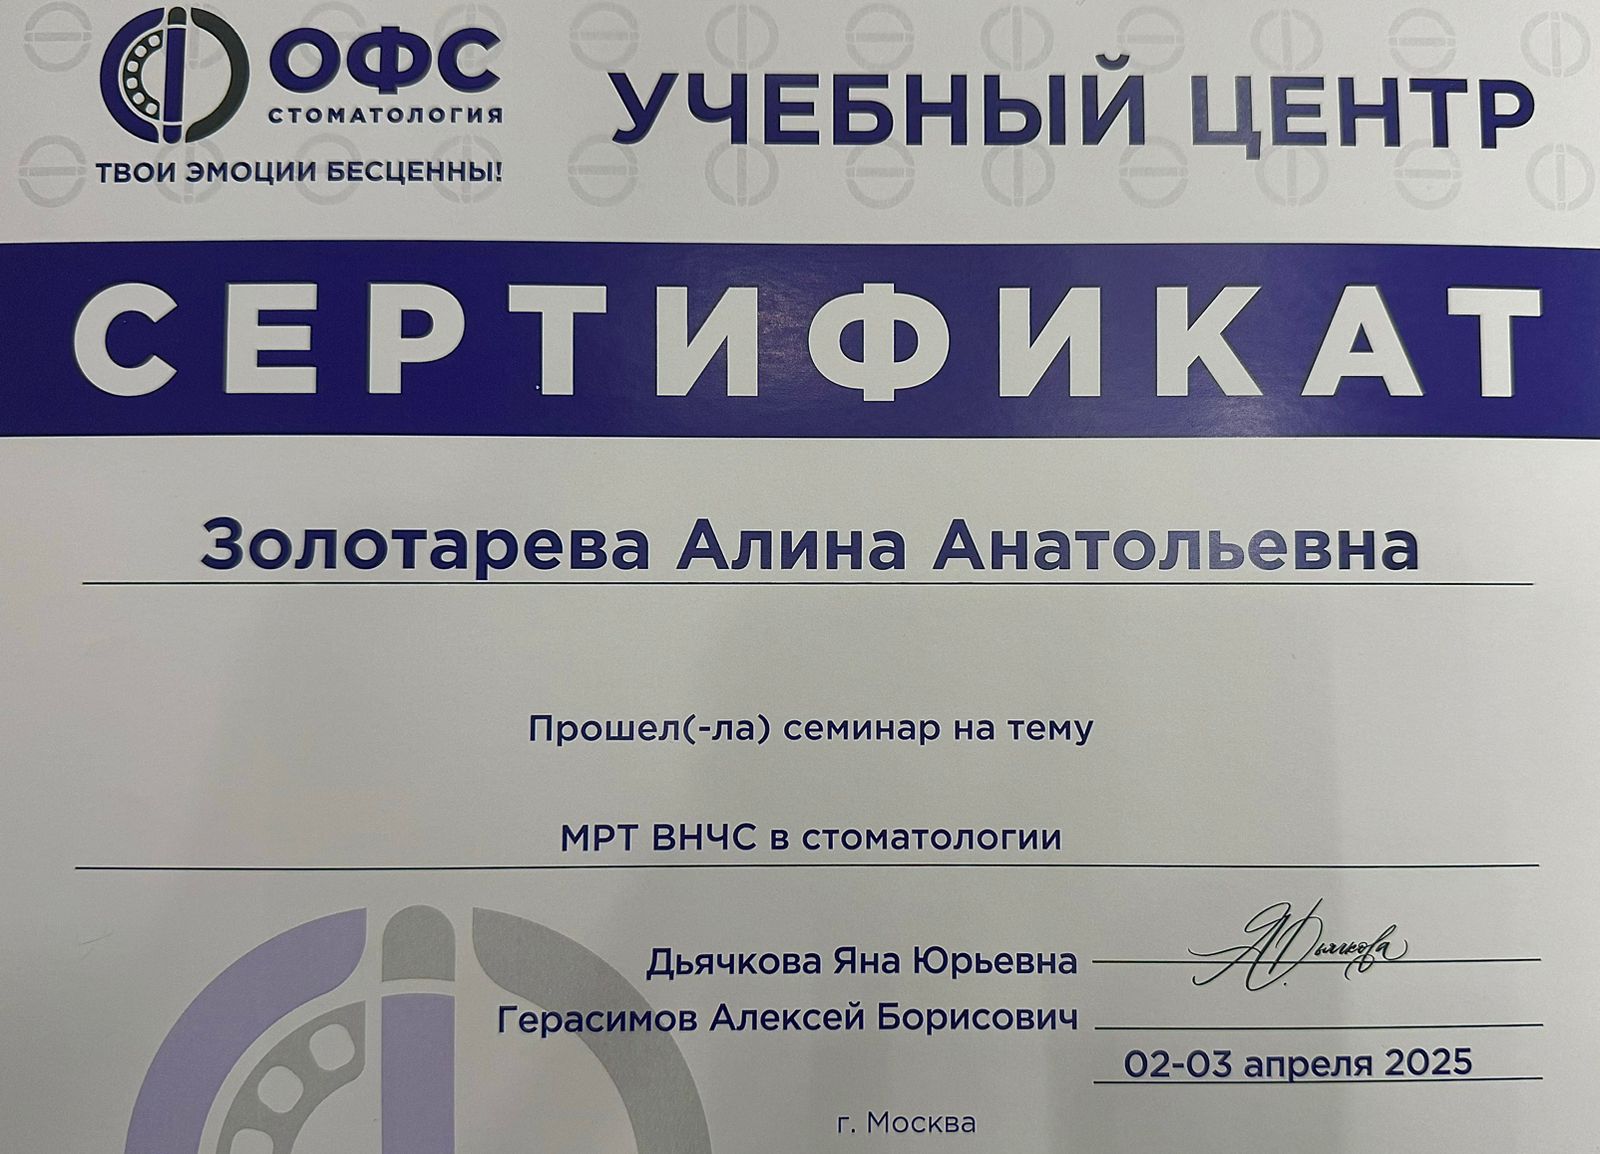 ОФС
СТОМАТОЛОГИЯ
ТВОИ ЭМОЦИИ БЕСЦЕННЫ!
УЧЕБНЫЙ ЦЕНТР
СЕРТИФИКАТ
Золотарева Алина Анатольевна
Прошел(-ла) семинар на тему
МРТ ВНЧС в стоматологии
Дьячкова Яна Юрьевна ЯДьячкова
Герасимов Алексей Борисович
02-03 апреля 2025
г. Москва